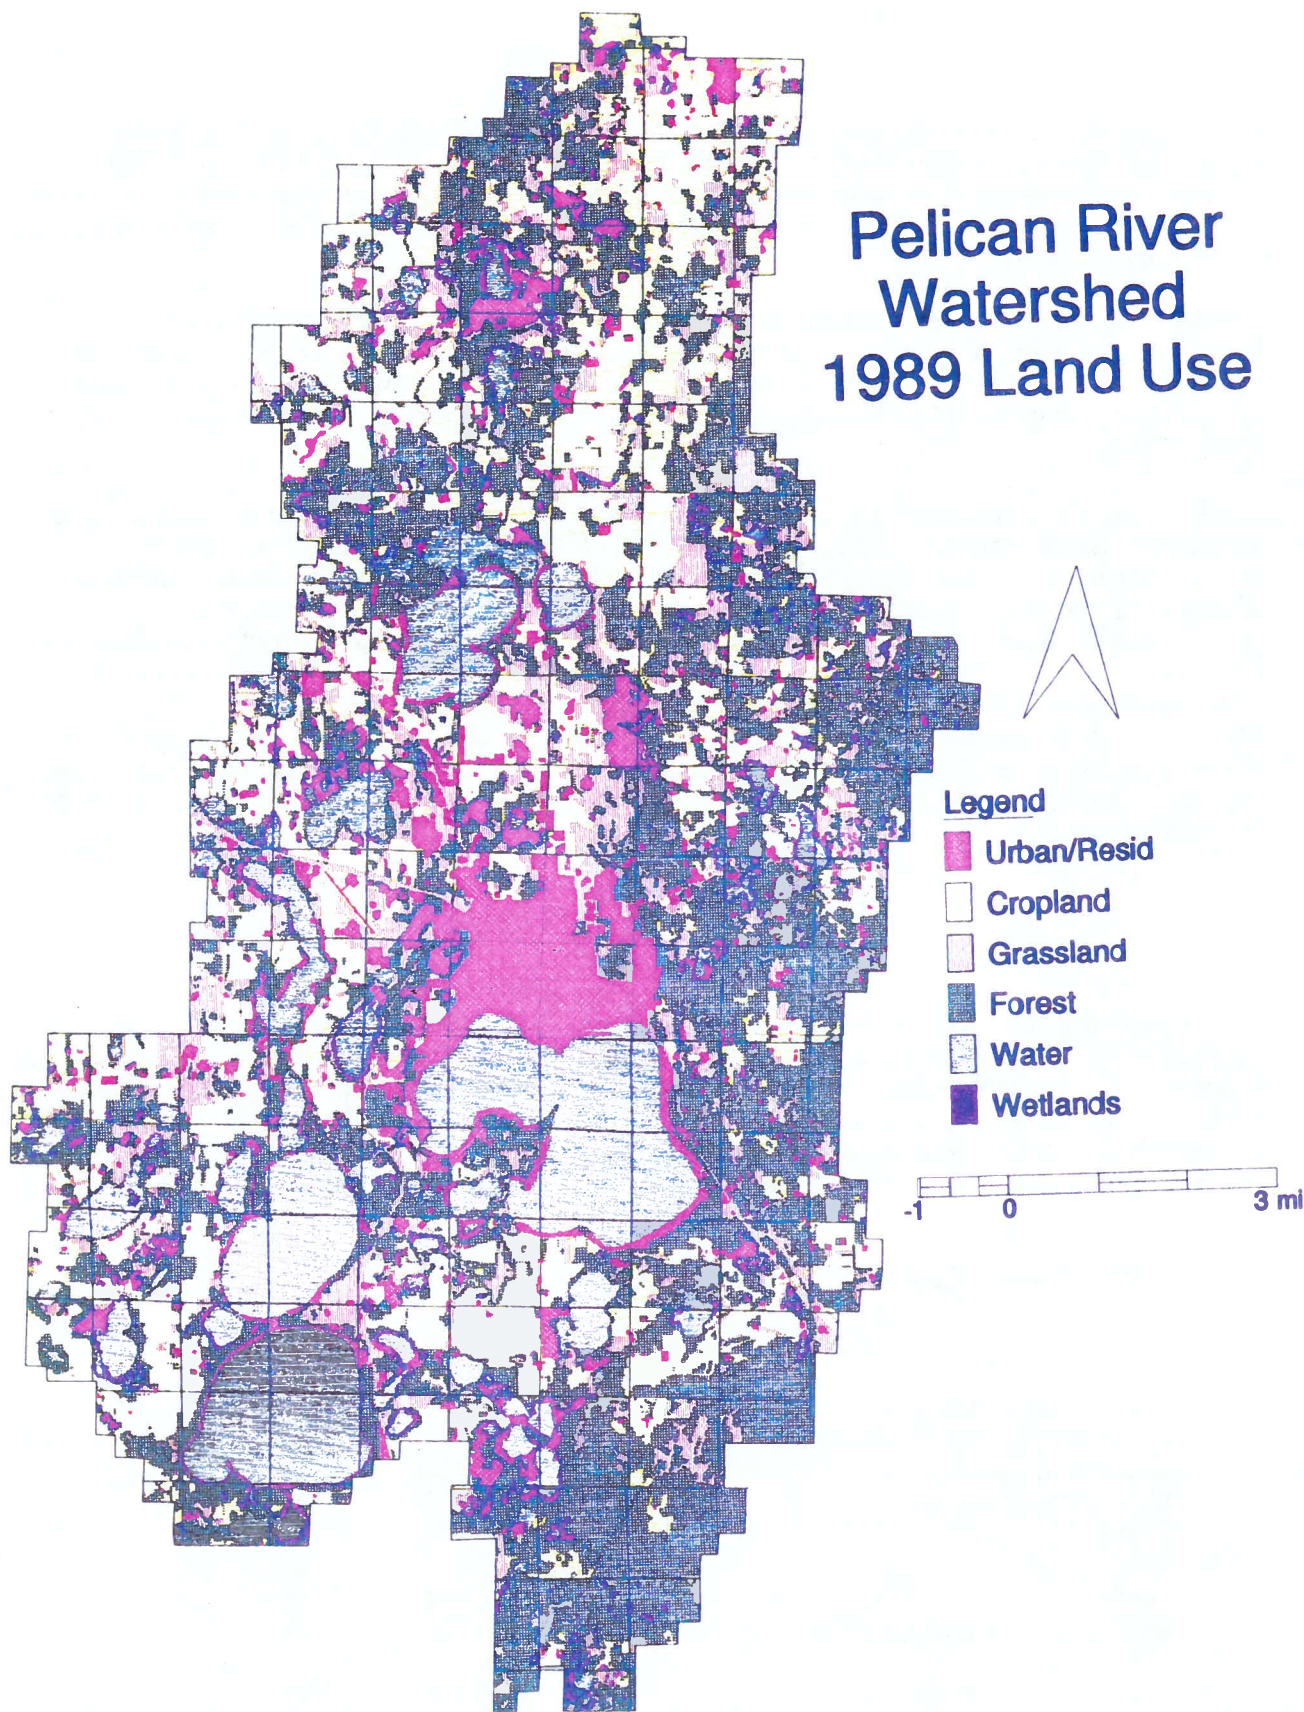 Pelican River
Watershed
1989 Land Use
Legend
Urban/Resid
Cropland
Grassland
Forest
Water
Wetlands
-1 0 3 mi